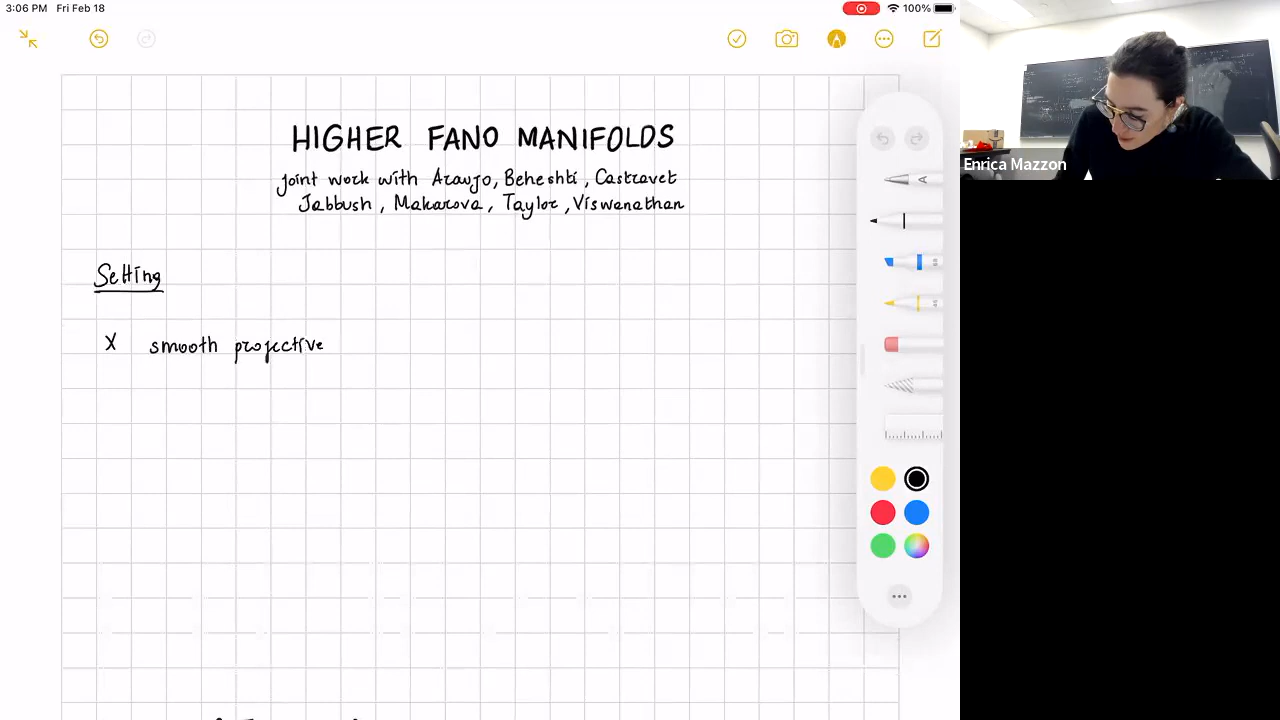 3:06 PM Fri Feb 18
100%
HIGHER FANO MANIFOLDS
joint work with Araujo, Beheshti, Castravet
Jabbush, Makarova, Taylor, Viswanathan
Enrica Mazzon
Setting
X smooth projective